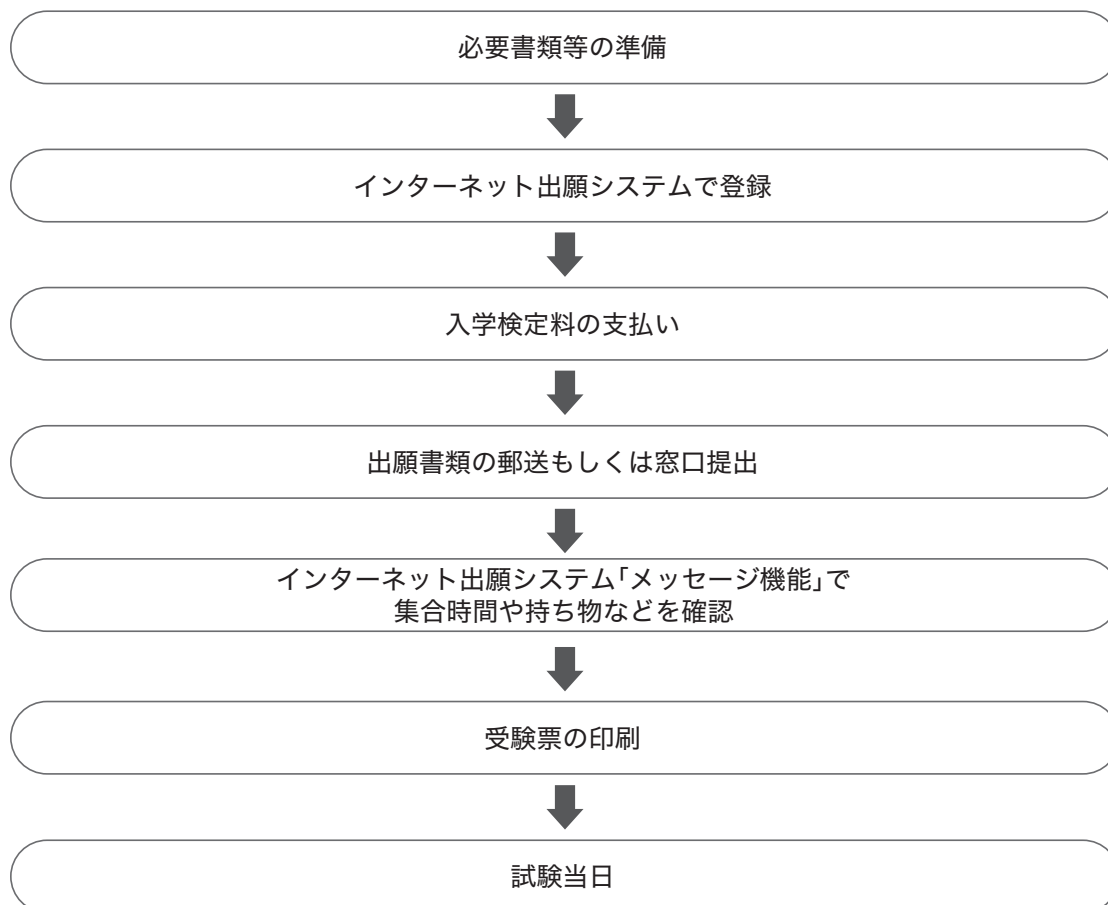 必要書類等の準備
インターネット出願システムで登録
入学検定料の支払い
出願書類の郵送もしくは窓口提出
インターネット出願システム「メッセージ機能」で
集合時間や持ち物などを確認
受験票の印刷
試験当日